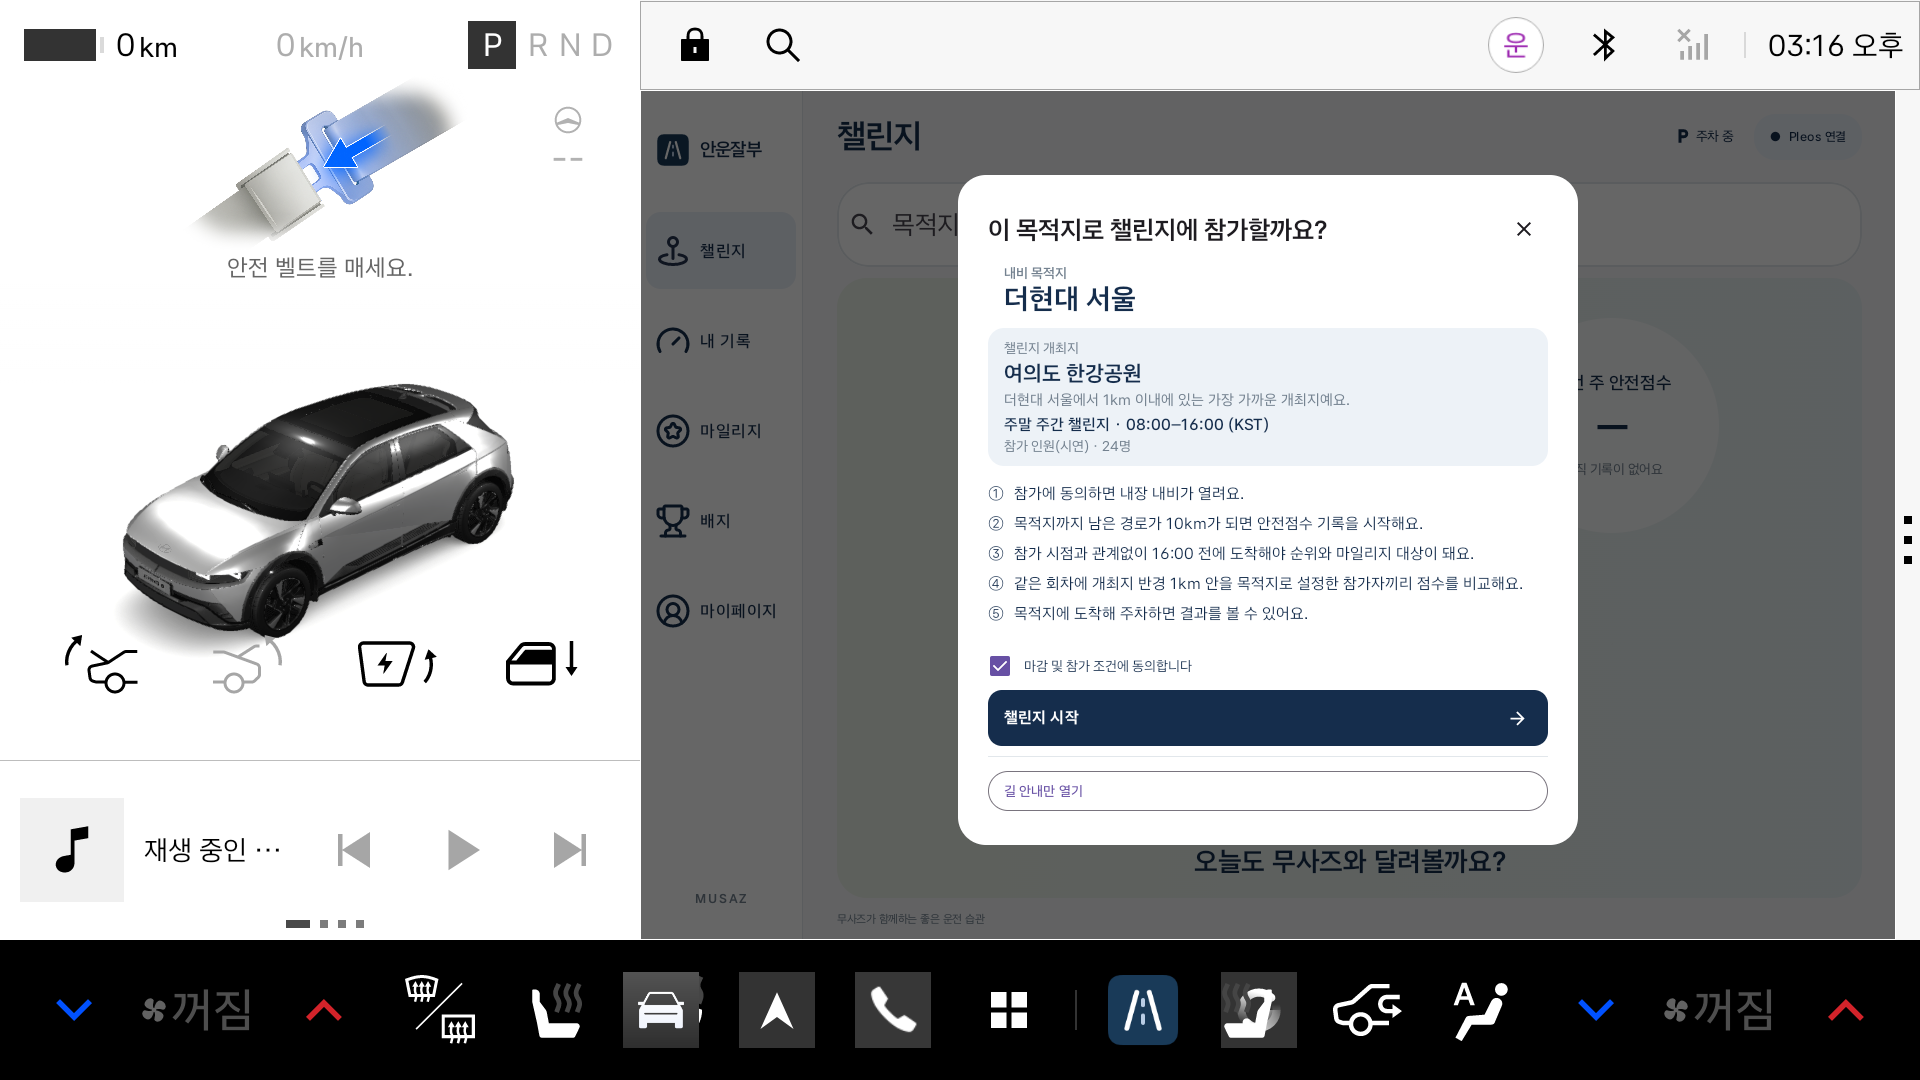 0 km
0 km/h
P R N D
운
03:16 오후
안전 벨트를 매세요.
재생 중인 ···
안운잘부
챌린지
내 기록
마일리지
배지
마이페이지
MUSAZ
챌린지
P 주차 중
Pleos 연결
목적지
주 안전점수
—
기록이 없어요
오늘도 무사즈와 달려볼까요?
무사즈가 함께하는 좋은 운전 습관
이 목적지로 챌린지에 참가할까요?
내비 목적지
더현대 서울
챌린지 개최지
여의도 한강공원
더현대 서울에서 1km 이내에 있는 가장 가까운 개최지예요.
주말 주간 챌린지 · 08:00–16:00 (KST)
참가 인원(시연) · 24명
① 참가에 동의하면 내장 내비가 열려요.
② 목적지까지 남은 경로가 10km가 되면 안전점수 기록을 시작해요.
③ 참가 시점과 관계없이 16:00 전에 도착해야 순위와 마일리지 대상이 돼요.
④ 같은 회차에 개최지 반경 1km 안을 목적지로 설정한 참가자끼리 점수를 비교해요.
⑤ 목적지에 도착해 주차하면 결과를 볼 수 있어요.
마감 및 참가 조건에 동의합니다
챌린지 시작
길 안내만 열기
꺼짐
A
꺼짐